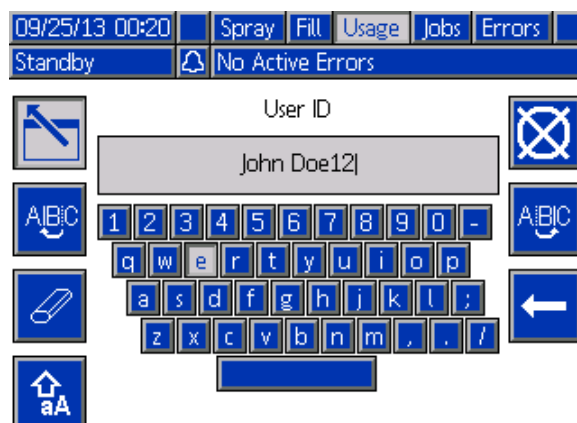 09/25/13 00:20 Spray Fill Usage Jobs Errors
Standby No Active Errors
User ID
John Doe12
ABC
ABC
1 2 3 4 5 6 7 8 9 0 -
q w e r t y u i o p
a s d f g h j k l ;
z x c v b n m , . /
aA